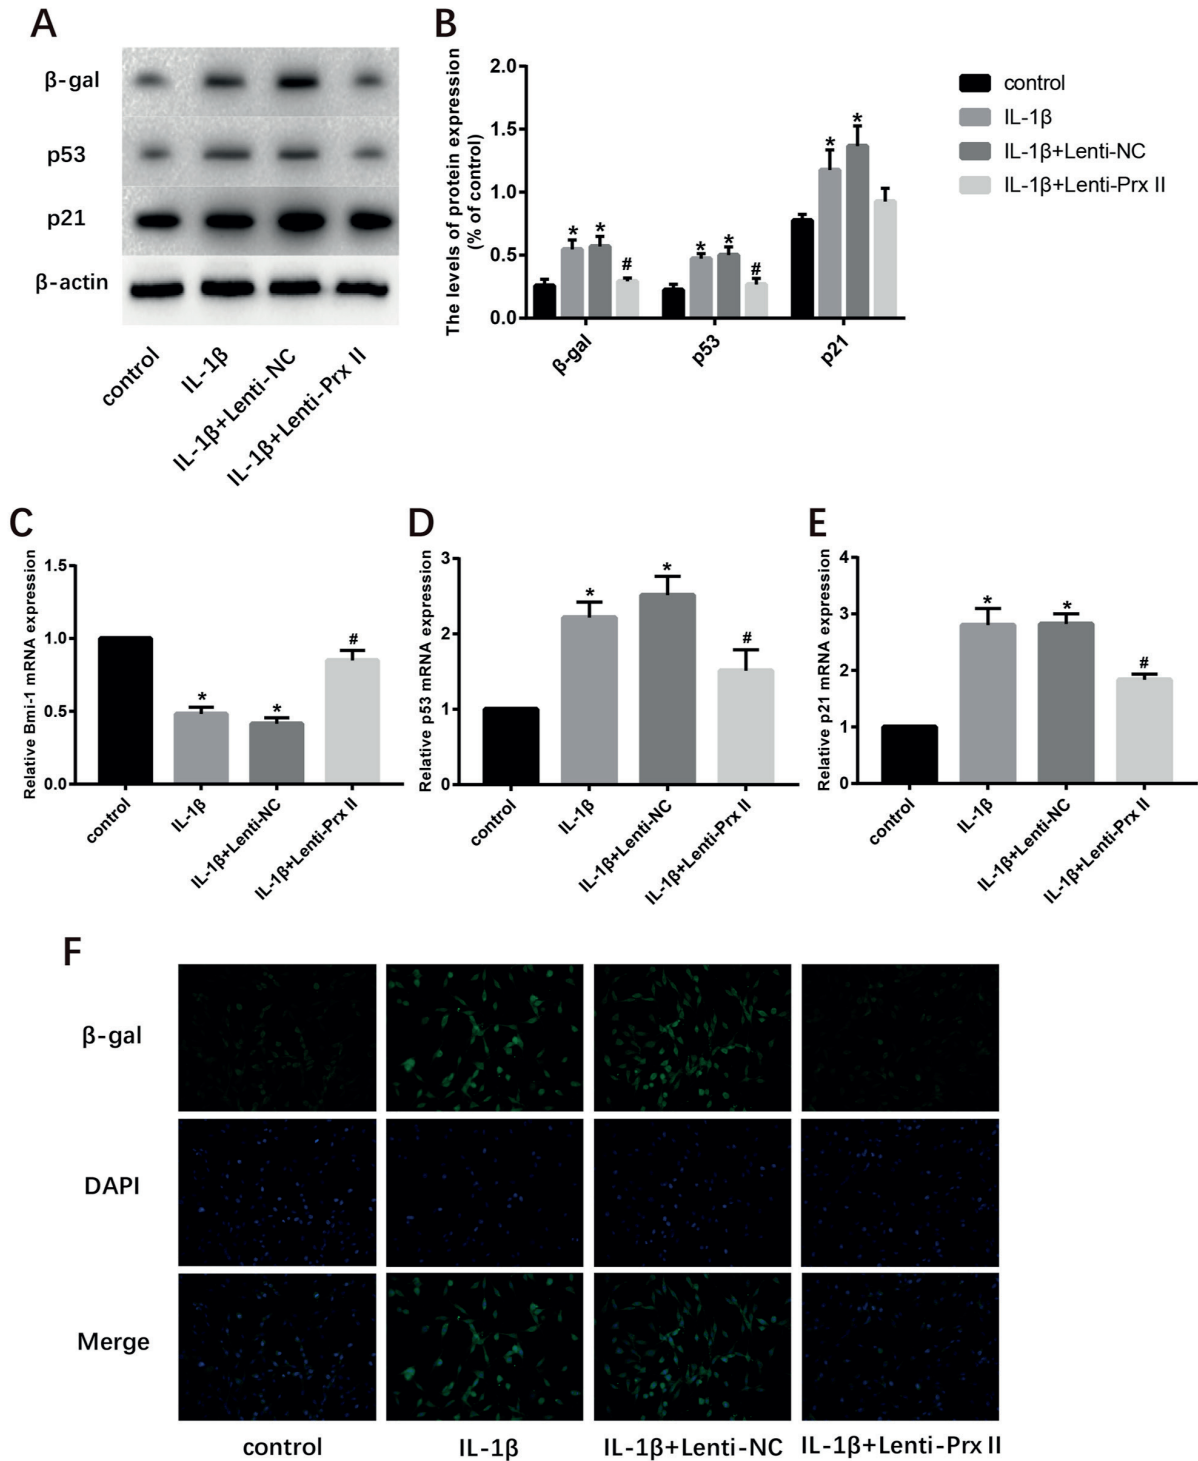 A
β-gal
p53
p21
β-actin
control
IL-1β
IL-1β+Lenti-NC
IL-1β+Lenti-Prx II
B
The levels of protein expression
(% of control)
2.0
1.5
1.0
0.5
0.0
* * #
* * #
* *
β-gal
p53
p21
control
IL-1β
IL-1β+Lenti-NC
IL-1β+Lenti-Prx II
C
Relative Bmi-1 mRNA expression
1.5
1.0
0.5
0.0
* * #
control
IL-1β
IL-1β+Lenti-NC
IL-1β+Lenti-Prx II
D
Relative p53 mRNA expression
3
2
1
0
* * #
control
IL-1β
IL-1β+Lenti-NC
IL-1β+Lenti-Prx II
E
Relative p21 mRNA expression
4
3
2
1
0
* * #
control
IL-1β
IL-1β+Lenti-NC
IL-1β+Lenti-Prx II
F
β-gal
DAPI
Merge
control
IL-1β
IL-1β+Lenti-NC
IL-1β+Lenti-Prx II